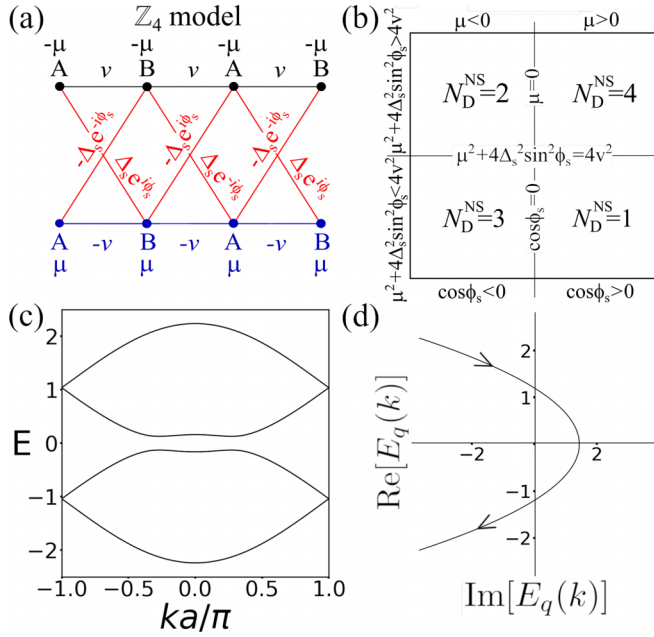 (a) ℤ₄ model
-μ -μ -μ -μ
A v B v A v B
-Δₛe^{-iϕₛ} Δₛe^{-iϕₛ} -Δₛe^{iϕₛ} Δₛe^{iϕₛ} -Δₛe^{-iϕₛ} Δₛe^{-iϕₛ}
A -v B -v A -v B
μ μ μ μ
(b) μ<0 μ>0
μ²+4Δₛ²sin²ϕₛ>4v²
N_D^{NS}=2 μ=0 N_D^{NS}=4
μ²+4Δₛ²sin²ϕₛ=4v²
μ²+4Δₛ²sin²ϕₛ<4v²
N_D^{NS}=3 cosϕₛ=0 N_D^{NS}=1
cosϕₛ<0 cosϕₛ>0
(c)
2
1
E 0
-1
-2
-1.0 -0.5 0.0 0.5 1.0
ka/π
(d)
2
1
-2 2
-1
-2
Re[E_q(k)]
Im[E_q(k)]